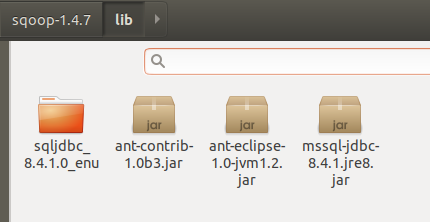 sqoop-1.4.7 lib
sqljdbc_
8.4.1.0_enu
ant-contrib-
1.0b3.jar
ant-eclipse-
1.0-jvm1.2.
jar
mssql-jdbc-
8.4.1.jre8.
jar
jar
jar
jar